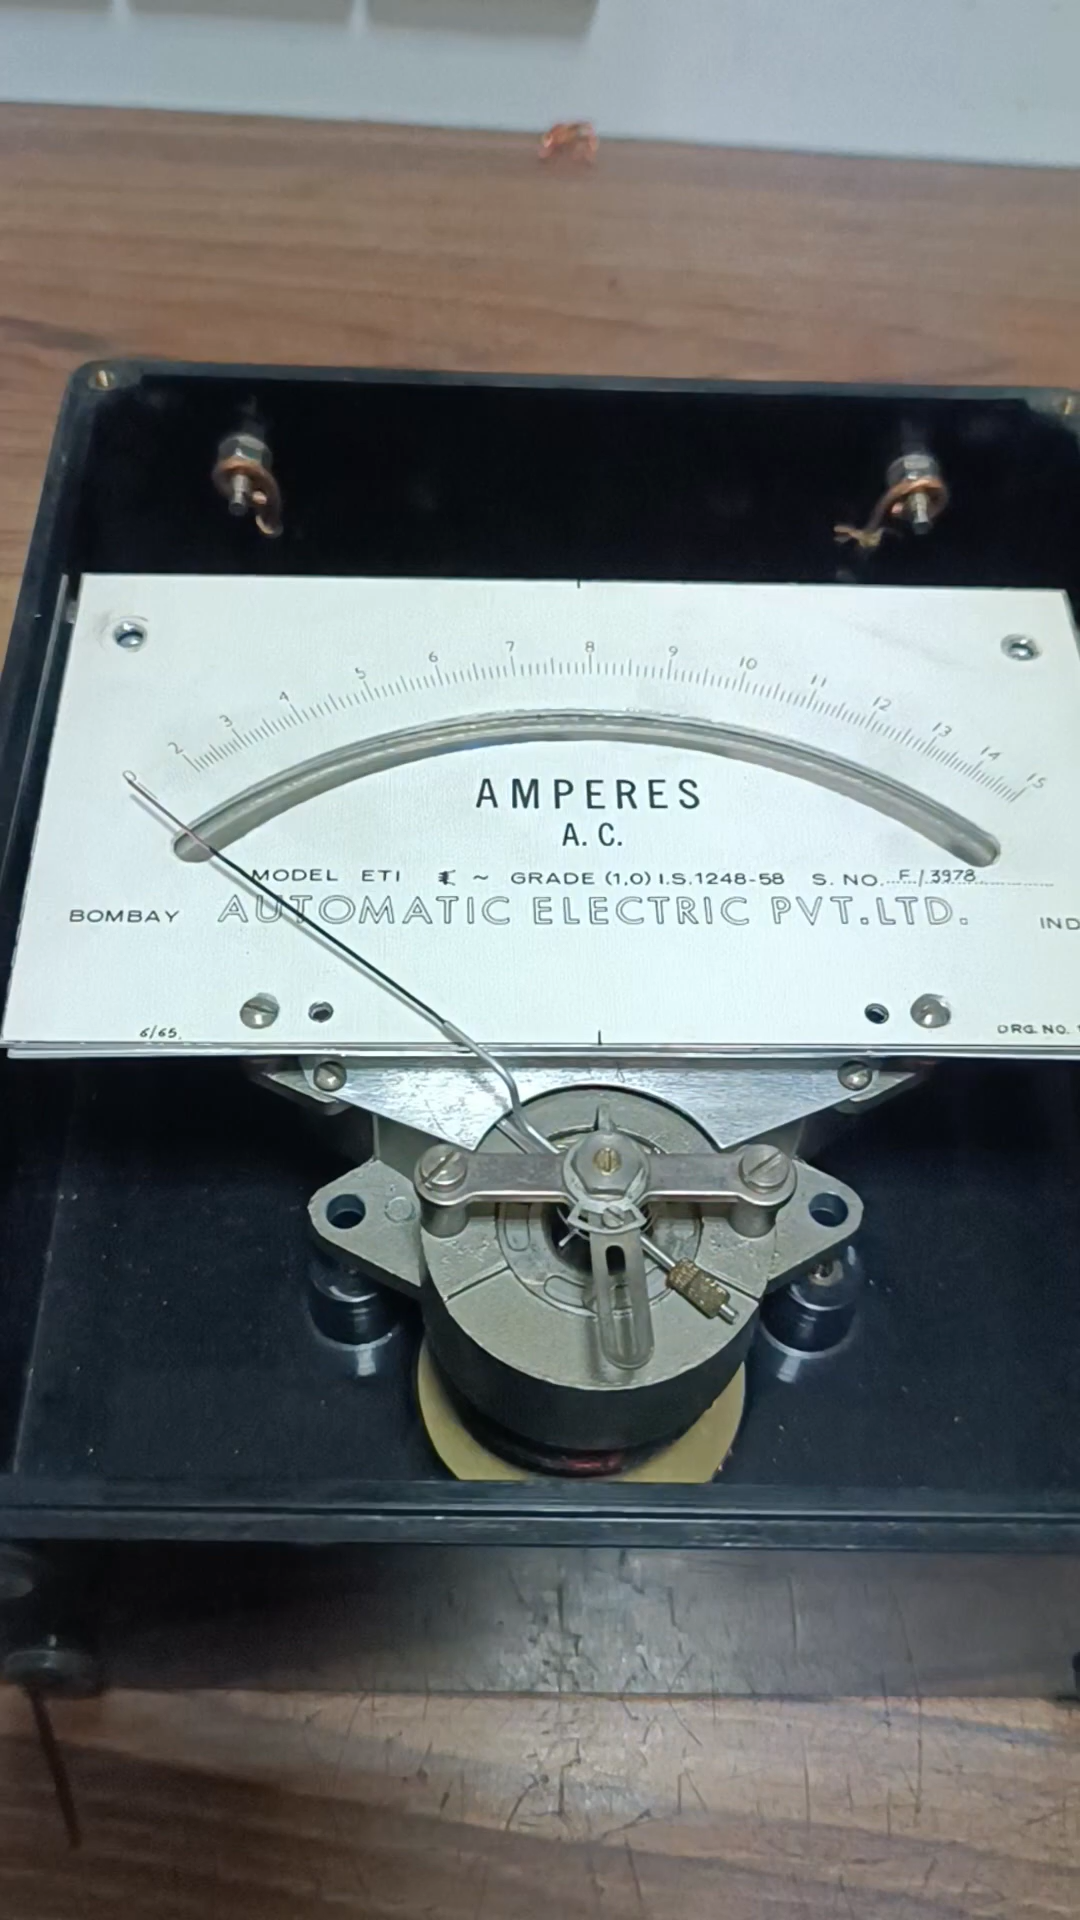 2 3 4 5 6 7 8 9 10 11 12 13 14 15
AMPERES
A.C.
MODEL ETI ~ GRADE (1,0) I.S.1248-58 S. NO. F/3978
BOMBAY AUTOMATIC ELECTRIC PVT.LTD. IND
6/65. DRG. NO.